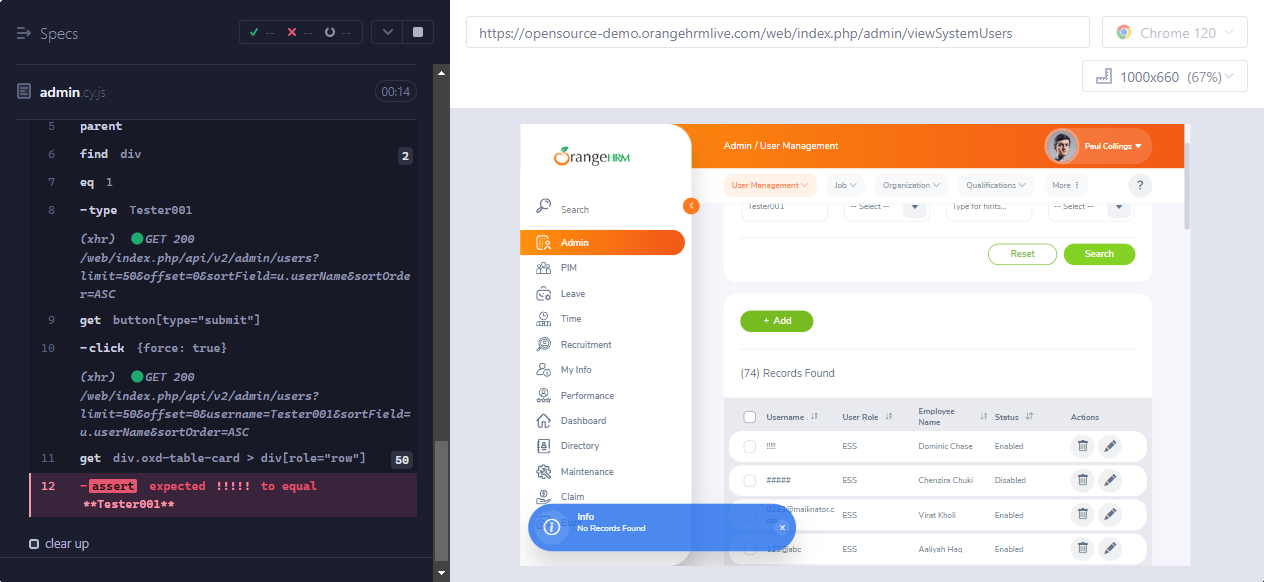 Specs
-- -- --
admin.cy.js
00:14
5 parent
6 find div 2
7 eq 1
8 -type Tester001
(xhr) GET 200
/web/index.php/api/v2/admin/users?
limit=50&offset=0&sortField=u.userName&sortOrde
r=ASC
9 get button[type="submit"]
10 -click {force: true}
(xhr) GET 200
/web/index.php/api/v2/admin/users?
limit=50&offset=0&username=Tester001&sortField=
u.userName&sortOrder=ASC
11 get div.oxd-table-card > div[role="row"] 50
12 -assert expected !!!!! to equal
**Tester001**
clear up
https://opensource-demo.orangehrmlive.com/web/index.php/admin/viewSystemUsers
Chrome 120
1000x660 (67%)
OrangeHRM
Search
Admin
PIM
Leave
Time
Recruitment
My Info
Performance
Dashboard
Directory
Maintenance
Claim
Admin / User Management
Paul Collings
User Management Job Organization Qualifications More ?
Tester001 -- Select -- Type for hints... -- Select --
Reset Search
+ Add
(74) Records Found
Username User Role Employee Name Status Actions
!!!!! ESS Dominic Chase Enabled
##### ESS Chenzira Chuki Disabled
@mailinator.c ESS Virat Kholi Enabled
@abc ESS Aaliyah Haq Enabled
Info
No Records Found